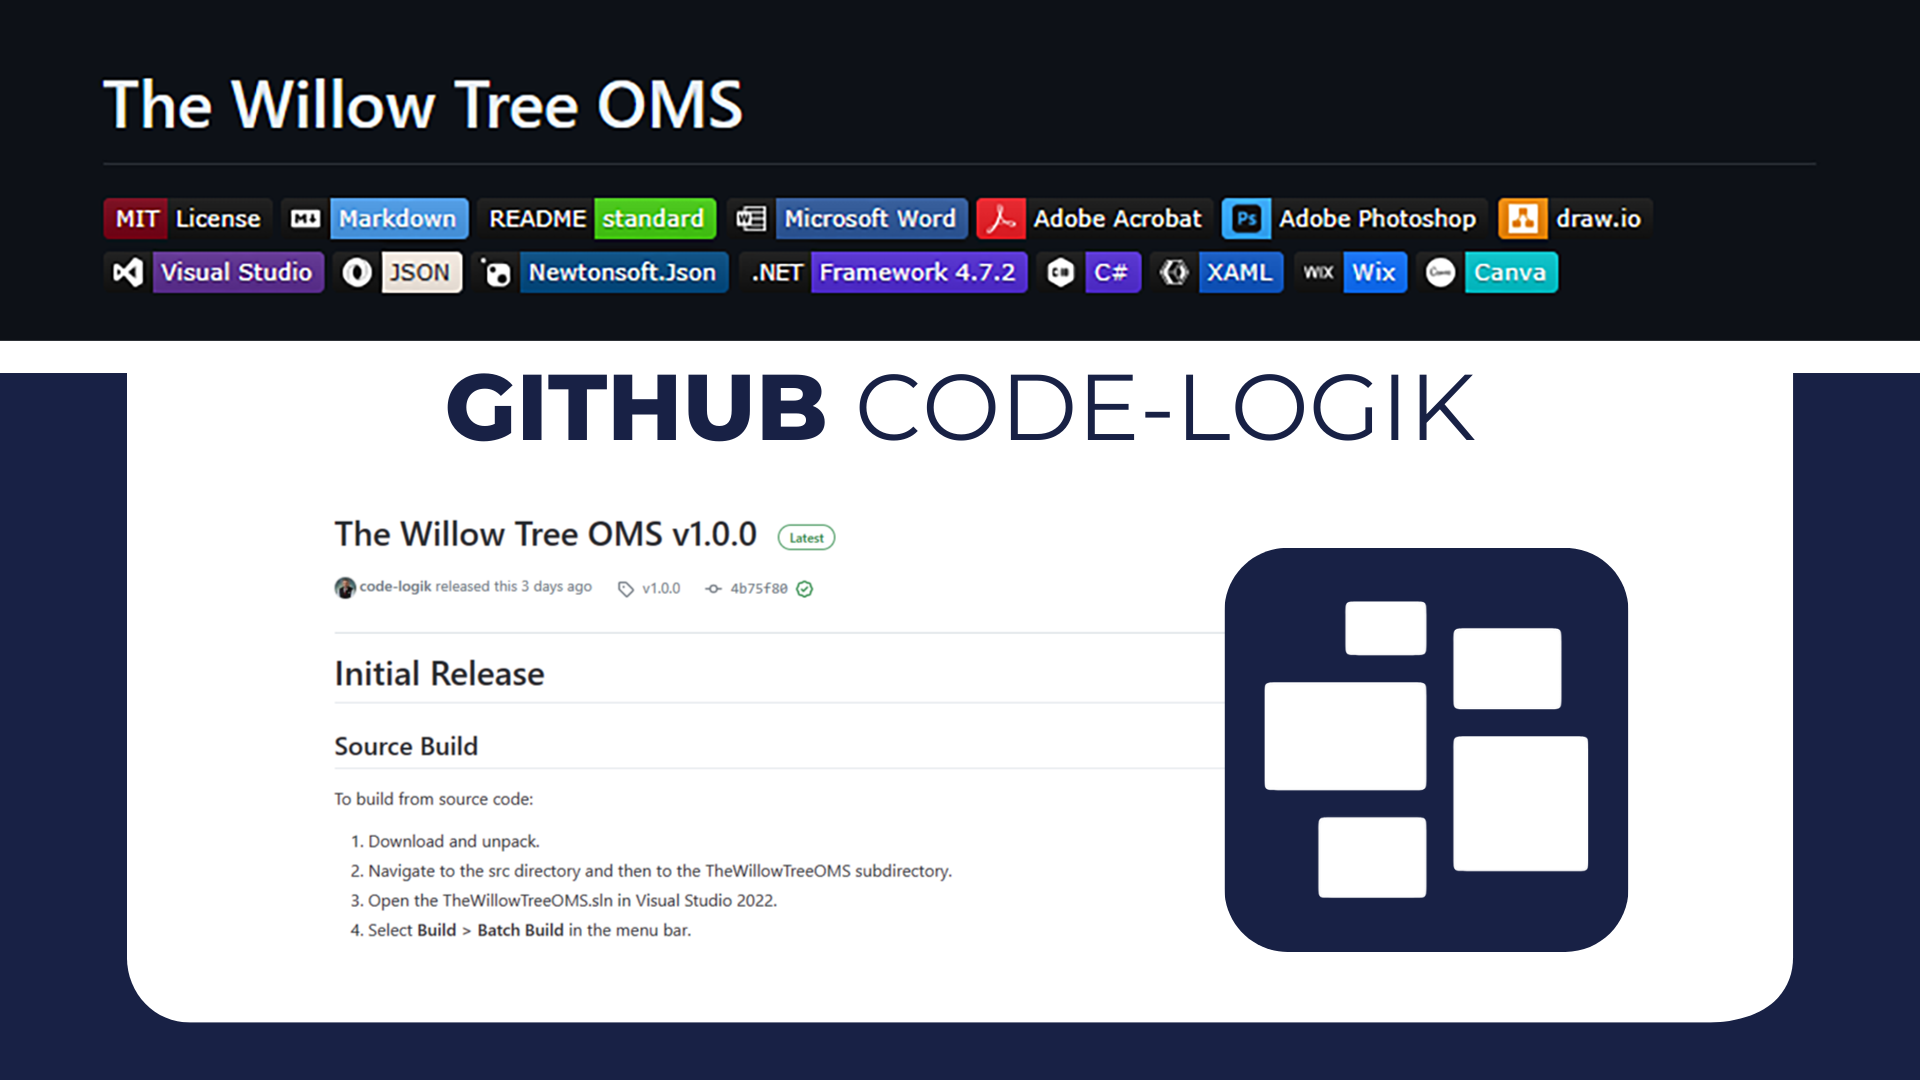 The Willow Tree OMS
MIT License Markdown README standard Microsoft Word Adobe Acrobat Ps Adobe Photoshop draw.io
Visual Studio JSON Newtonsoft.Json .NET Framework 4.7.2 C# XAML WIX Wix Canva
GITHUB CODE-LOGIK
The Willow Tree OMS v1.0.0 Latest
code-logik released this 3 days ago v1.0.0 4b75f80
Initial Release
Source Build
To build from source code:
1. Download and unpack.
2. Navigate to the src directory and then to the TheWillowTreeOMS subdirectory.
3. Open the TheWillowTreeOMS.sln in Visual Studio 2022.
4. Select Build > Batch Build in the menu bar.